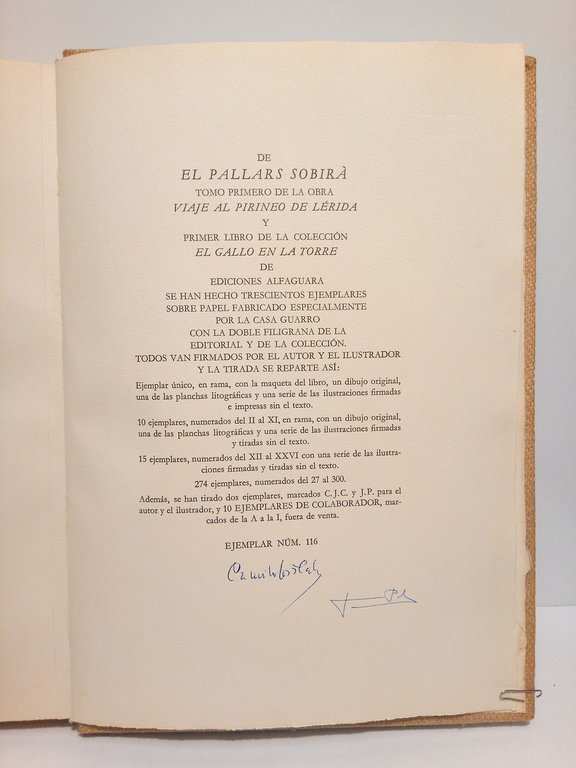 DE
EL PALLARS SOBIRÀ
TOMO PRIMERO DE LA OBRA
VIAJE AL PIRINEO DE LÉRIDA
Y
PRIMER LIBRO DE LA COLECCIÓN
EL GALLO EN LA TORRE
DE
EDICIONES ALFAGUARA
SE HAN HECHO TRESCIENTOS EJEMPLARES
SOBRE PAPEL FABRICADO ESPECIALMENTE
POR LA CASA GUARRO
CON LA DOBLE FILIGRANA DE LA
EDITORIAL Y DE LA COLECCIÓN.
TODOS VAN FIRMADOS POR EL AUTOR Y EL ILUSTRADOR
Y LA TIRADA SE REPARTE ASÍ:
Ejemplar único, en rama, con la maqueta del libro, un dibujo original,
una de las planchas litográficas y una serie de las ilustraciones firmadas
e impresas sin el texto.
10 ejemplares, numerados del II al XI, en rama, con un dibujo original,
una de las planchas litográficas y una serie de las ilustraciones firmadas
y tiradas sin el texto.
15 ejemplares, numerados del XII al XXVI con una serie de las ilustra-
ciones firmadas y tiradas sin el texto.
274 ejemplares, numerados del 27 al 300.
Además, se han tirado dos ejemplares, marcados C.J.C. y J.P. para el
autor y el ilustrador, y 10 EJEMPLARES DE COLABORADOR, mar-
cados de la A a la I, fuera de venta.
EJEMPLAR NÚM. 116
Camilo José Cela